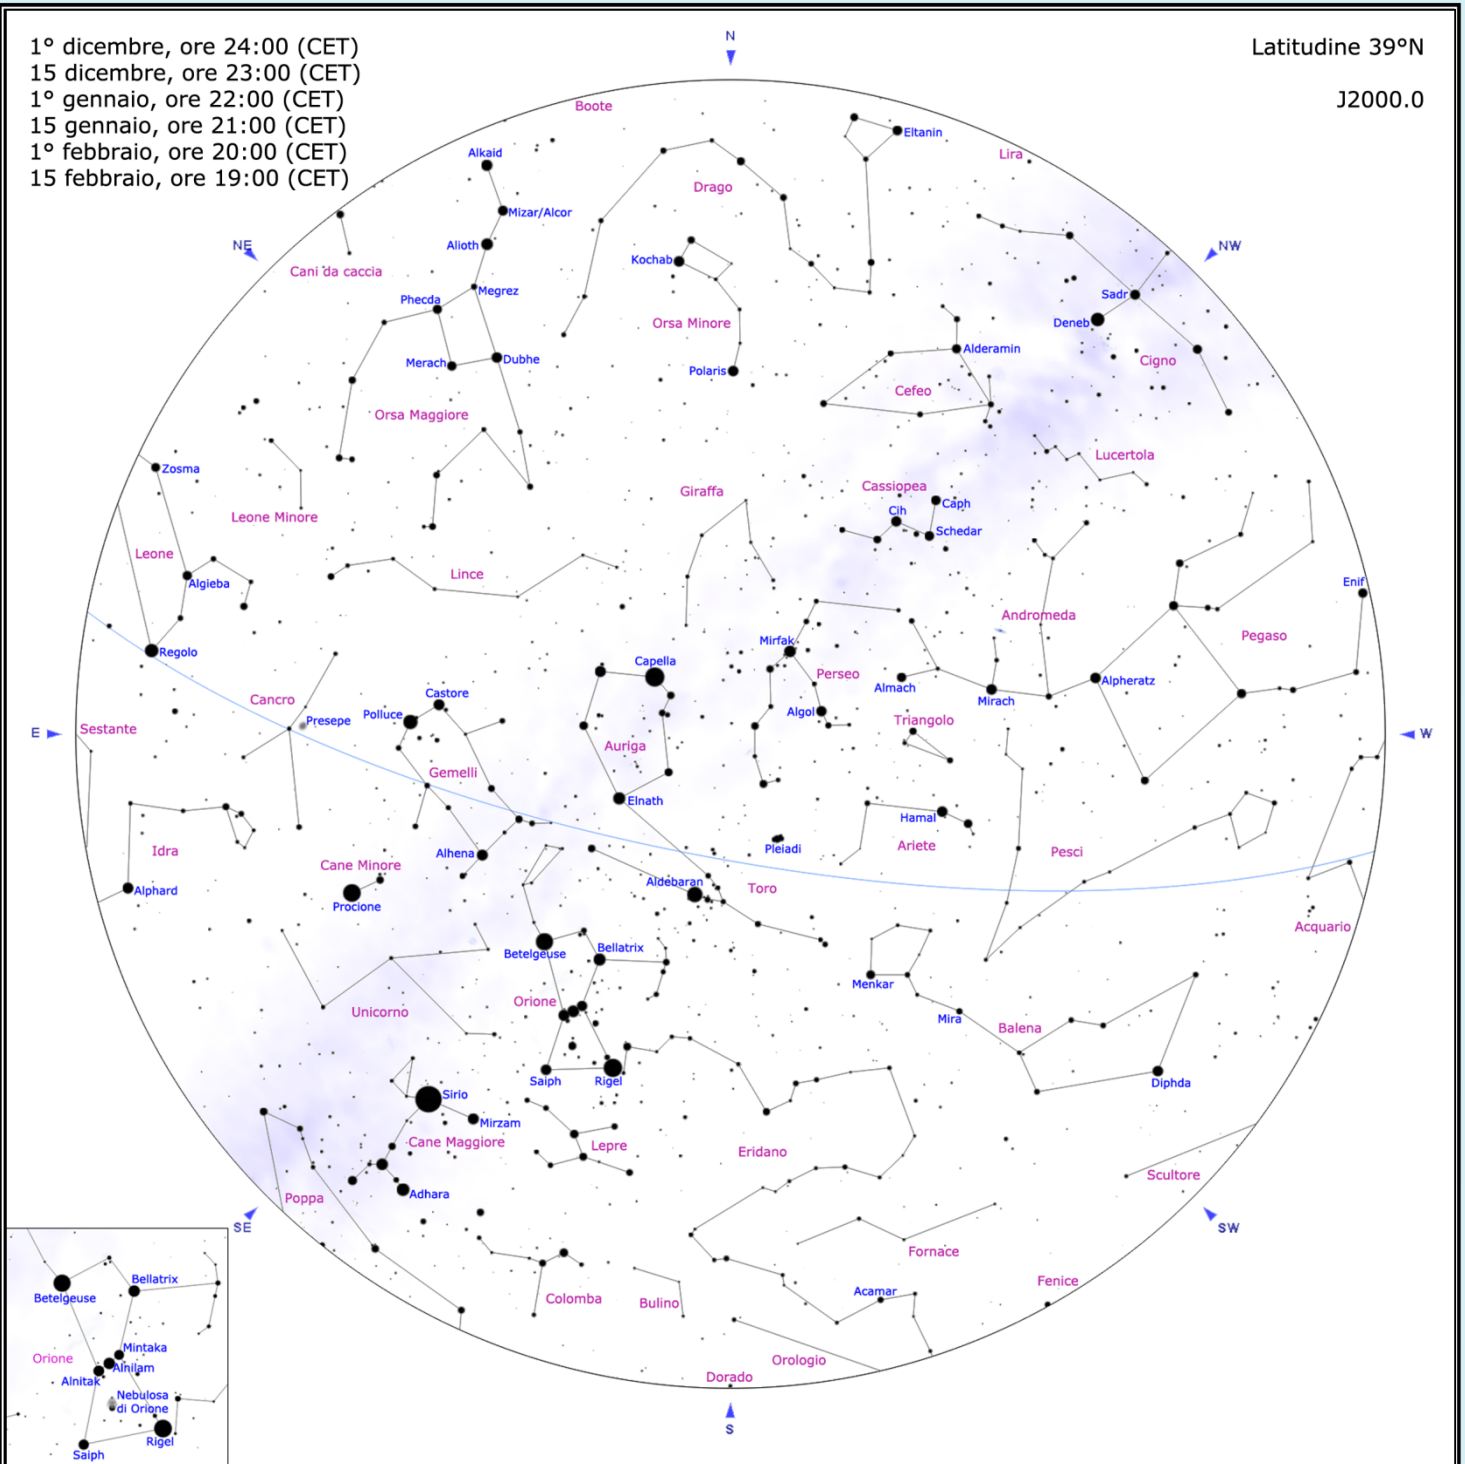 1° dicembre, ore 24:00 (CET)
15 dicembre, ore 23:00 (CET)
1° gennaio, ore 22:00 (CET)
15 gennaio, ore 21:00 (CET)
1° febbraio, ore 20:00 (CET)
15 febbraio, ore 19:00 (CET)
N
Latitudine 39°N
J2000.0
Boote
Eltanin
Alkaid
Lira
Drago
Mizar/Alcor
NE
Alioth
NW
Kochab
Cani da caccia
Megrez
Sadr
Phecda
Orsa Minore
Deneb
Alderamin
Merach
Dubhe
Cigno
Polaris
Cefeo
Orsa Maggiore
Lucertola
Zosma
Cassiopea
Giraffa
Caph
Cih
Leone Minore
Schedar
Leone
Lince
Algieba
Enif
Andromeda
Pegaso
Mirfak
Regolo
Capella
Perseo
Alpheratz
Almach
Castore
Cancro
Mirach
Polluce
Algol
Presepe
Triangolo
E
Sestante
W
Auriga
Gemelli
Elnath
Hamal
Ariete
Pleiadi
Idra
Pesci
Alhena
Cane Minore
Aldebaran
Toro
Alphard
Procione
Acquario
Bellatrix
Betelgeuse
Menkar
Orione
Unicorno
Mira
Balena
Saiph
Rigel
Diphda
Sirio
Mirzam
Cane Maggiore
Lepre
Eridano
Scultore
Adhara
Poppa
SE
SW
Fornace
Fenice
Acamar
Colomba
Bulino
Orologio
Dorado
S
Bellatrix
Betelgeuse
Mintaka
Orione
Alnilam
Alnitak
Nebulosa
di Orione
Rigel
Saiph